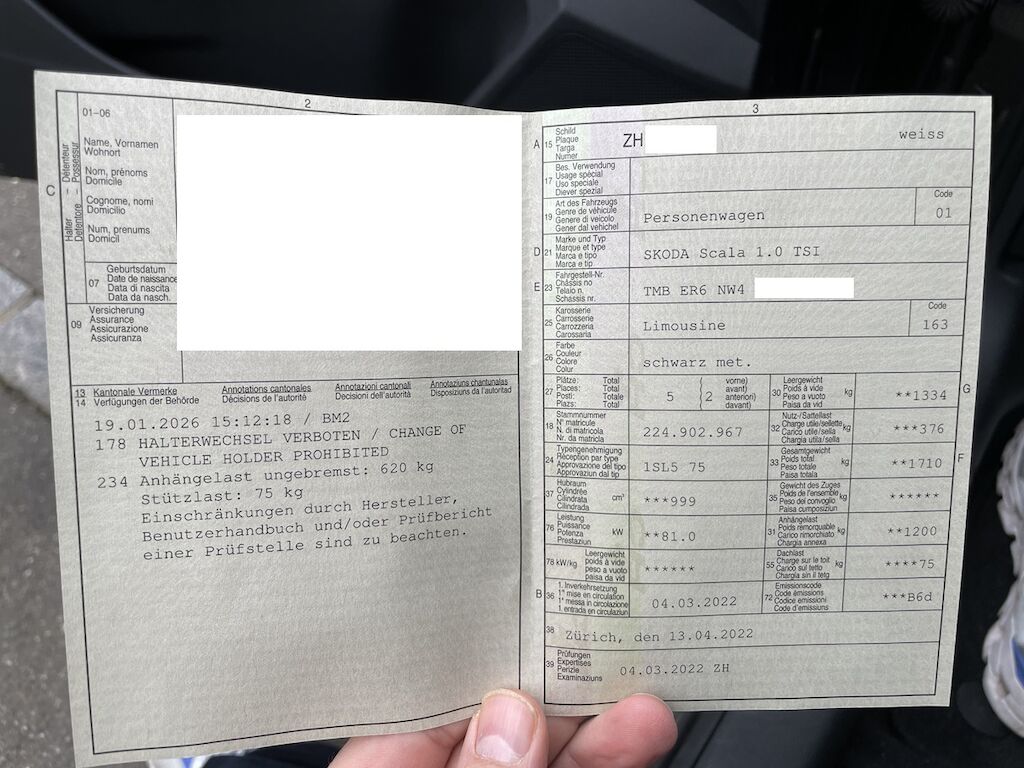 2
01-06
Name, Vornamen
Wohnort
Nom, prénoms
Domicile
Cognome, nomi
Domicilio
Num, prenums
Domicil
C
Halter – Détenteur
Detentore – Possessur
07
Geburtsdatum
Date de naissance
Data di nascita
Data da nasch.
09
Versicherung
Assurance
Assicurazione
Assicuranza
13 Kantonale Vermerke
14 Verfügungen der Behörde
Annotations cantonales
Décisions de l'autorité
Annotazioni cantonali
Decisioni dell'autorità
Annotaziuns chantunalas
Disposiziuns da l'autoritad
19.01.2026 15:12:18 / BM2
178 HALTERWECHSEL VERBOTEN / CHANGE OF
VEHICLE HOLDER PROHIBITED
234 Anhängelast ungebremst: 620 kg
Stützlast: 75 kg
Einschränkungen durch Hersteller,
Benutzerhandbuch und/oder Prüfbericht
einer Prüfstelle sind zu beachten.
3
A 15
Schild
Plaque
Targa
Numer
ZH
weiss
17
Bes. Verwendung
Usage spécial
Uso speciale
Diever spezial
19
Art des Fahrzeugs
Genre de véhicule
Genere di veicolo
Gener dal vehichel
Personenwagen
Code
01
D 21
Marke und Typ
Marque et type
Marca e tipo
Marca e tip
SKODA Scala 1.0 TSI
E 23
Fahrgestell-Nr.
Châssis no
Telaio n.
Schassis nr.
TMB ER6 NW4
25
Karosserie
Carrosserie
Carrozzeria
Carossaria
Limousine
Code
163
26
Farbe
Couleur
Colore
Colur
schwarz met.
27
Plätze: Total
Places: Total
Posti: Totale
Plazs: Total
5 ( 2
vorne)
avant)
anteriori)
davant)
30
Leergewicht
Poids à vide
Peso a vuoto
Paisa da vid
kg
**1334
G
18
Stammnummer
N° matricule
N. di matricola
Nr. da matricla
224.902.967
32
Nutz-/Sattellast
Charge utile/sellette
Carico utile/sella
Chargia utila/sella
kg
***376
24
Typengenehmigung
Réception par type
Approvazione del tipo
Approvaziun dal tip
1SL5 75
33
Gesamtgewicht
Poids total
Peso totale
Paisa totala
kg
**1710
F
37
Hubraum
Cylindrée
Cilindrata
Cilindrada
cm³
***999
35
Gewicht des Zuges
Poids de l'ensemble
Peso del convoglio
Paisa cumposiziun
kg
******
76
Leistung
Puissance
Potenza
Prestaziun
kW
**81.0
31
Anhängelast
Poids remorquable
Carico rimorchiato
Chargia annexa
kg
**1200
78 kW/kg
Leergewicht
poids à vide
peso a vuoto
paisa da vid
******
55
Dachlast
Charge sur le toit
Carico sul tetto
Chargia sin il tetg
kg
****75
B 36
1. Inverkehrsetzung
1re mise en circulation
1a messa in circolazione
1. entrada en circulaziun
04.03.2022
72
Emissionscode
Code émissions
Codice emissioni
Code d'emissiuns
***B6d
38
Zürich, den 13.04.2022
39
Prüfungen
Expertises
Perizie
Examinaziuns
04.03.2022 ZH